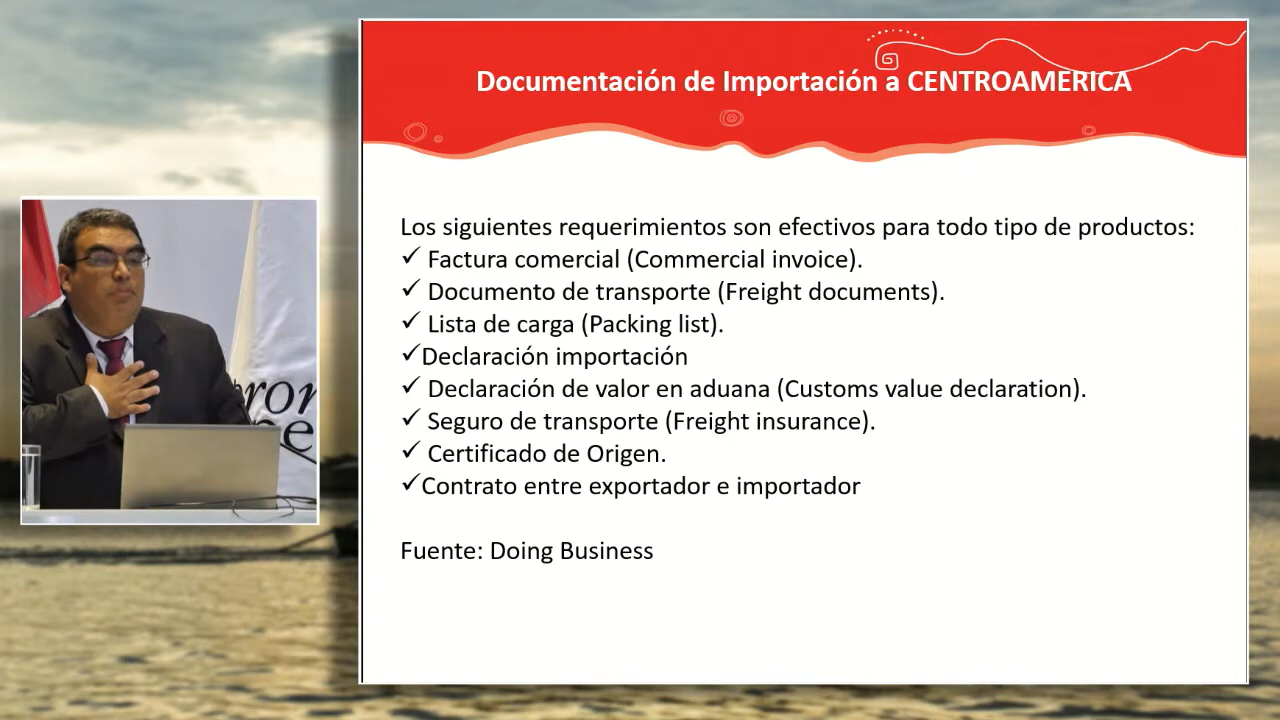 Documentación de Importación a CENTROAMERICA
Los siguientes requerimientos son efectivos para todo tipo de productos:
✓ Factura comercial (Commercial invoice).
✓ Documento de transporte (Freight documents).
✓ Lista de carga (Packing list).
✓Declaración importación
✓ Declaración de valor en aduana (Customs value declaration).
✓ Seguro de transporte (Freight insurance).
✓ Certificado de Origen.
✓Contrato entre exportador e importador
Fuente: Doing Business